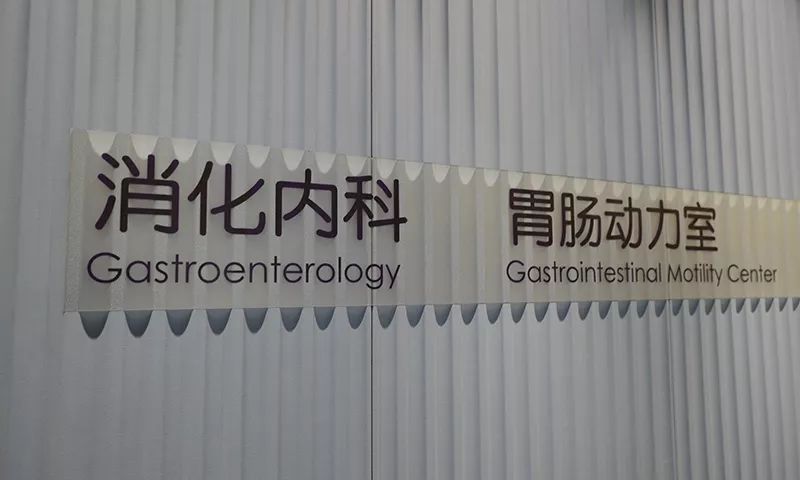 消化内科
Gastroenterology
胃肠动力室
Gastrointestinal Motility Center